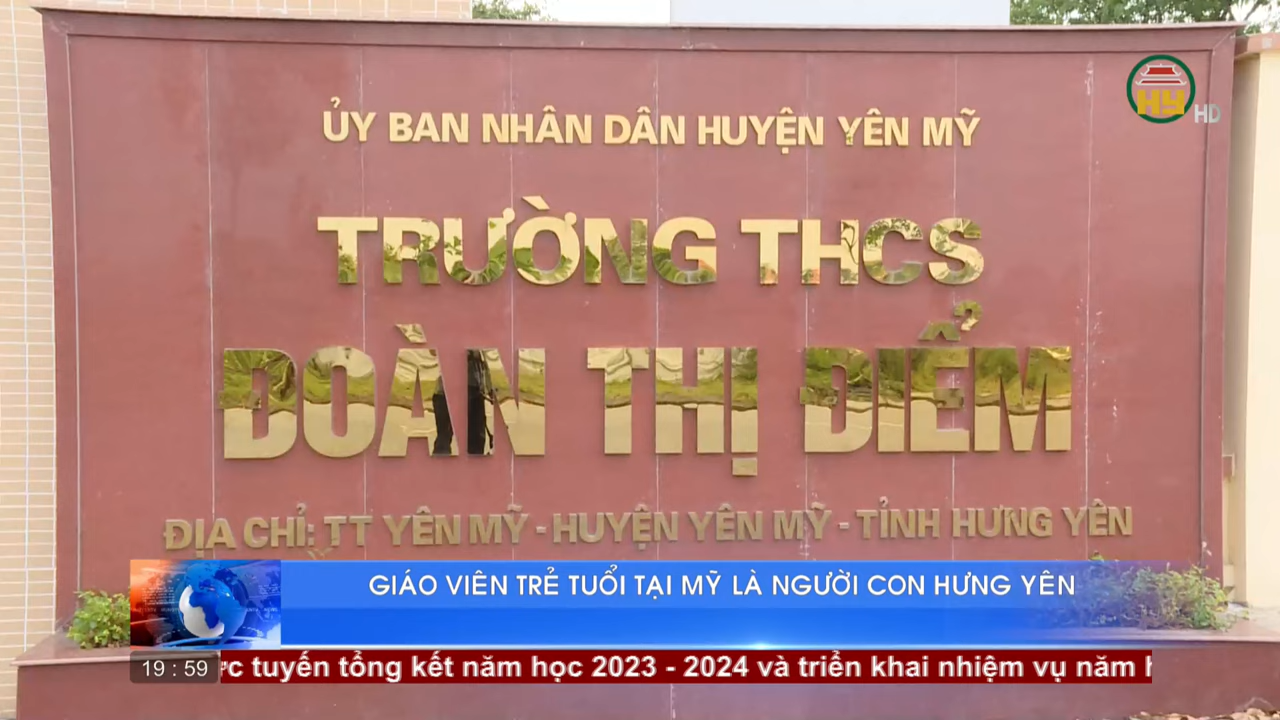 HY HD
ỦY BAN NHÂN DÂN HUYỆN YÊN MỸ
TRƯỜNG THCS
ĐOÀN THỊ ĐIỂM
ĐỊA CHỈ: TT YÊN MỸ - HUYỆN YÊN MỸ - TỈNH HƯNG YÊN
GIÁO VIÊN TRẺ TUỔI TẠI MỸ LÀ NGƯỜI CON HƯNG YÊN
19 : 59 tuyến tổng kết năm học 2023 - 2024 và triển khai nhiệm vụ năm